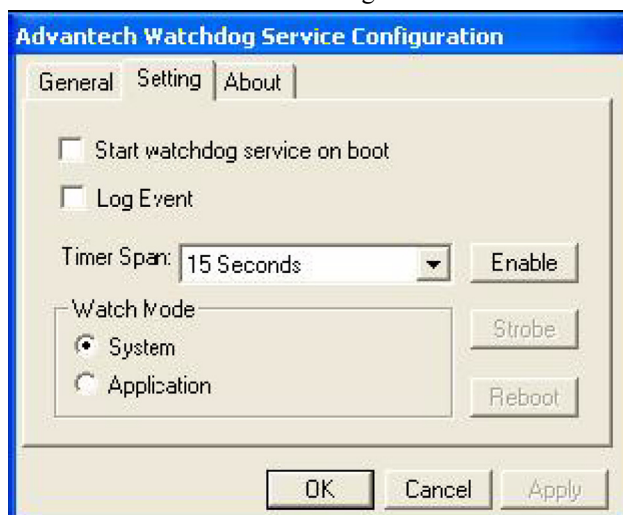 Advantech Watchdog Service Configuration
General Setting About
Start watchdog service on boot
Log Event
Timer Span: 15 Seconds Enable
Watch Mode
System
Strobe
Application
Reboot
OK Cancel Apply